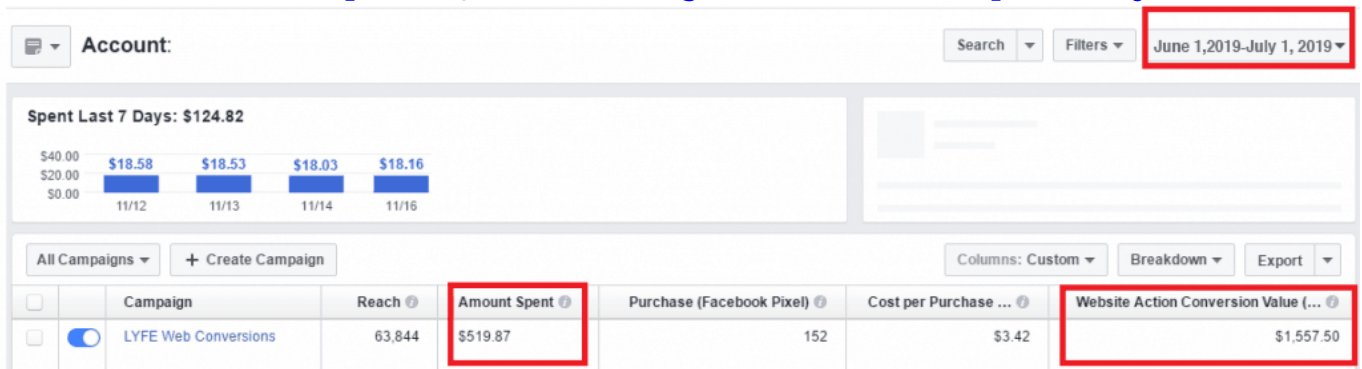 Account:
Search Filters June 1,2019-July 1, 2019
Spent Last 7 Days: $124.82
$40.00
$20.00
$0.00
$18.58 $18.53 $18.03 $18.16
11/12 11/13 11/14 11/16
All Campaigns + Create Campaign Columns: Custom Breakdown Export
Campaign Reach Amount Spent Purchase (Facebook Pixel) Cost per Purchase ... Website Action Conversion Value (...
LYFE Web Conversions 63,844 $519.87 152 $3.42 $1,557.50